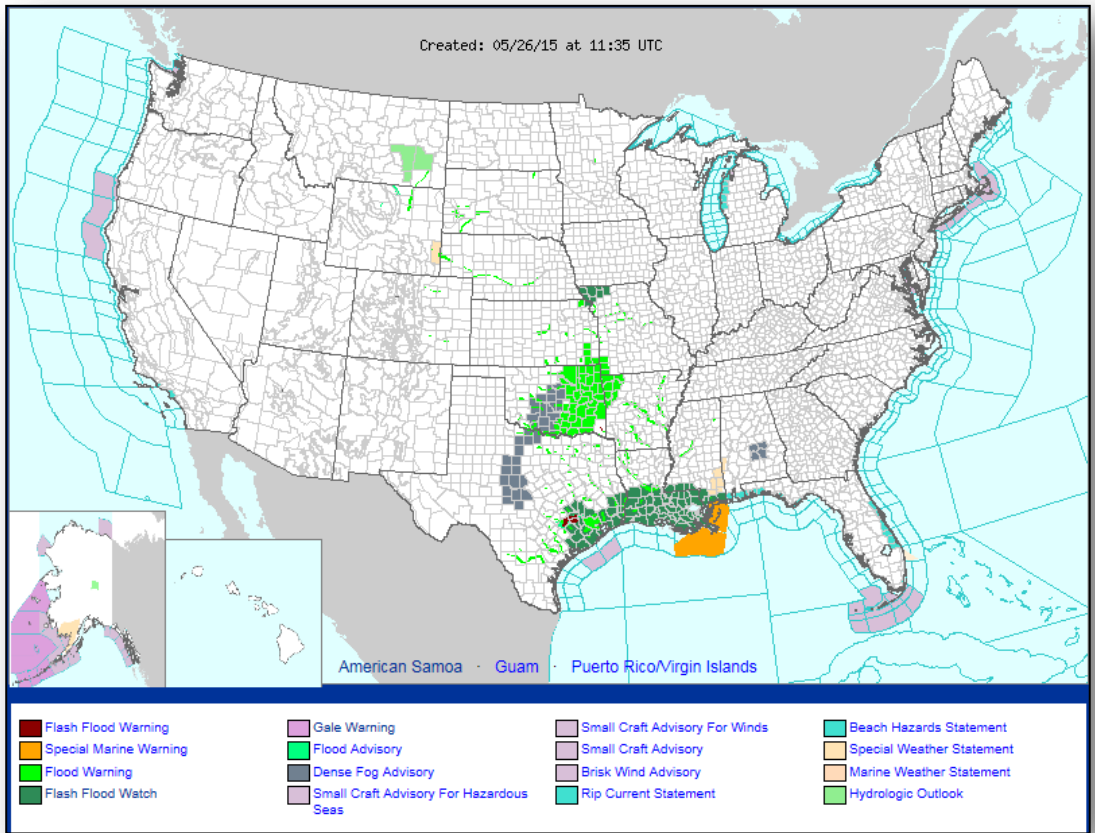 Created: 05/26/15 at 11:35 UTC
American Samoa · Guam · Puerto Rico/Virgin Islands
Flash Flood Warning
Special Marine Warning
Flood Warning
Flash Flood Watch
Gale Warning
Flood Advisory
Dense Fog Advisory
Small Craft Advisory For Hazardous
Seas
Small Craft Advisory For Winds
Small Craft Advisory
Brisk Wind Advisory
Rip Current Statement
Beach Hazards Statement
Special Weather Statement
Marine Weather Statement
Hydrologic Outlook